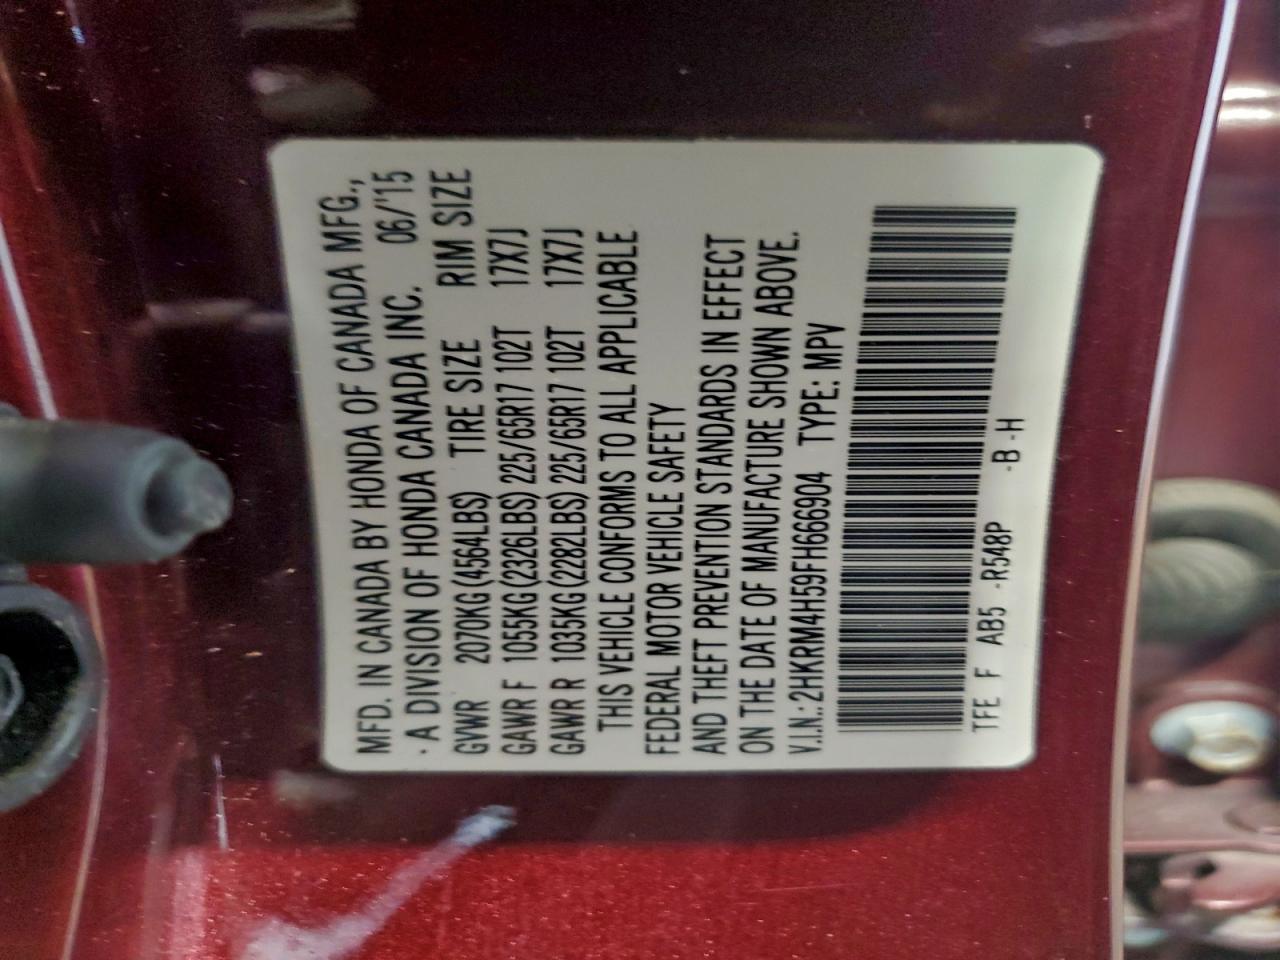 MFD. IN CANADA BY HONDA OF CANADA MFG.,
· A DIVISION OF HONDA CANADA INC. 06/'15
GVWR 2070KG(4564LBS) TIRE SIZE RIM SIZE
GAWR F 1055KG(2326LBS) 225/65R17 102T 17X7J
GAWR R 1035KG(2282LBS) 225/65R17 102T 17X7J
THIS VEHICLE CONFORMS TO ALL APPLICABLE
FEDERAL MOTOR VEHICLE SAFETY
AND THEFT PREVENTION STANDARDS IN EFFECT
ON THE DATE OF MANUFACTURE SHOWN ABOVE.
V.I.N.:2HKRM4H59FH666904 TYPE: MPV
TFE F AB5 -R548P -B -H